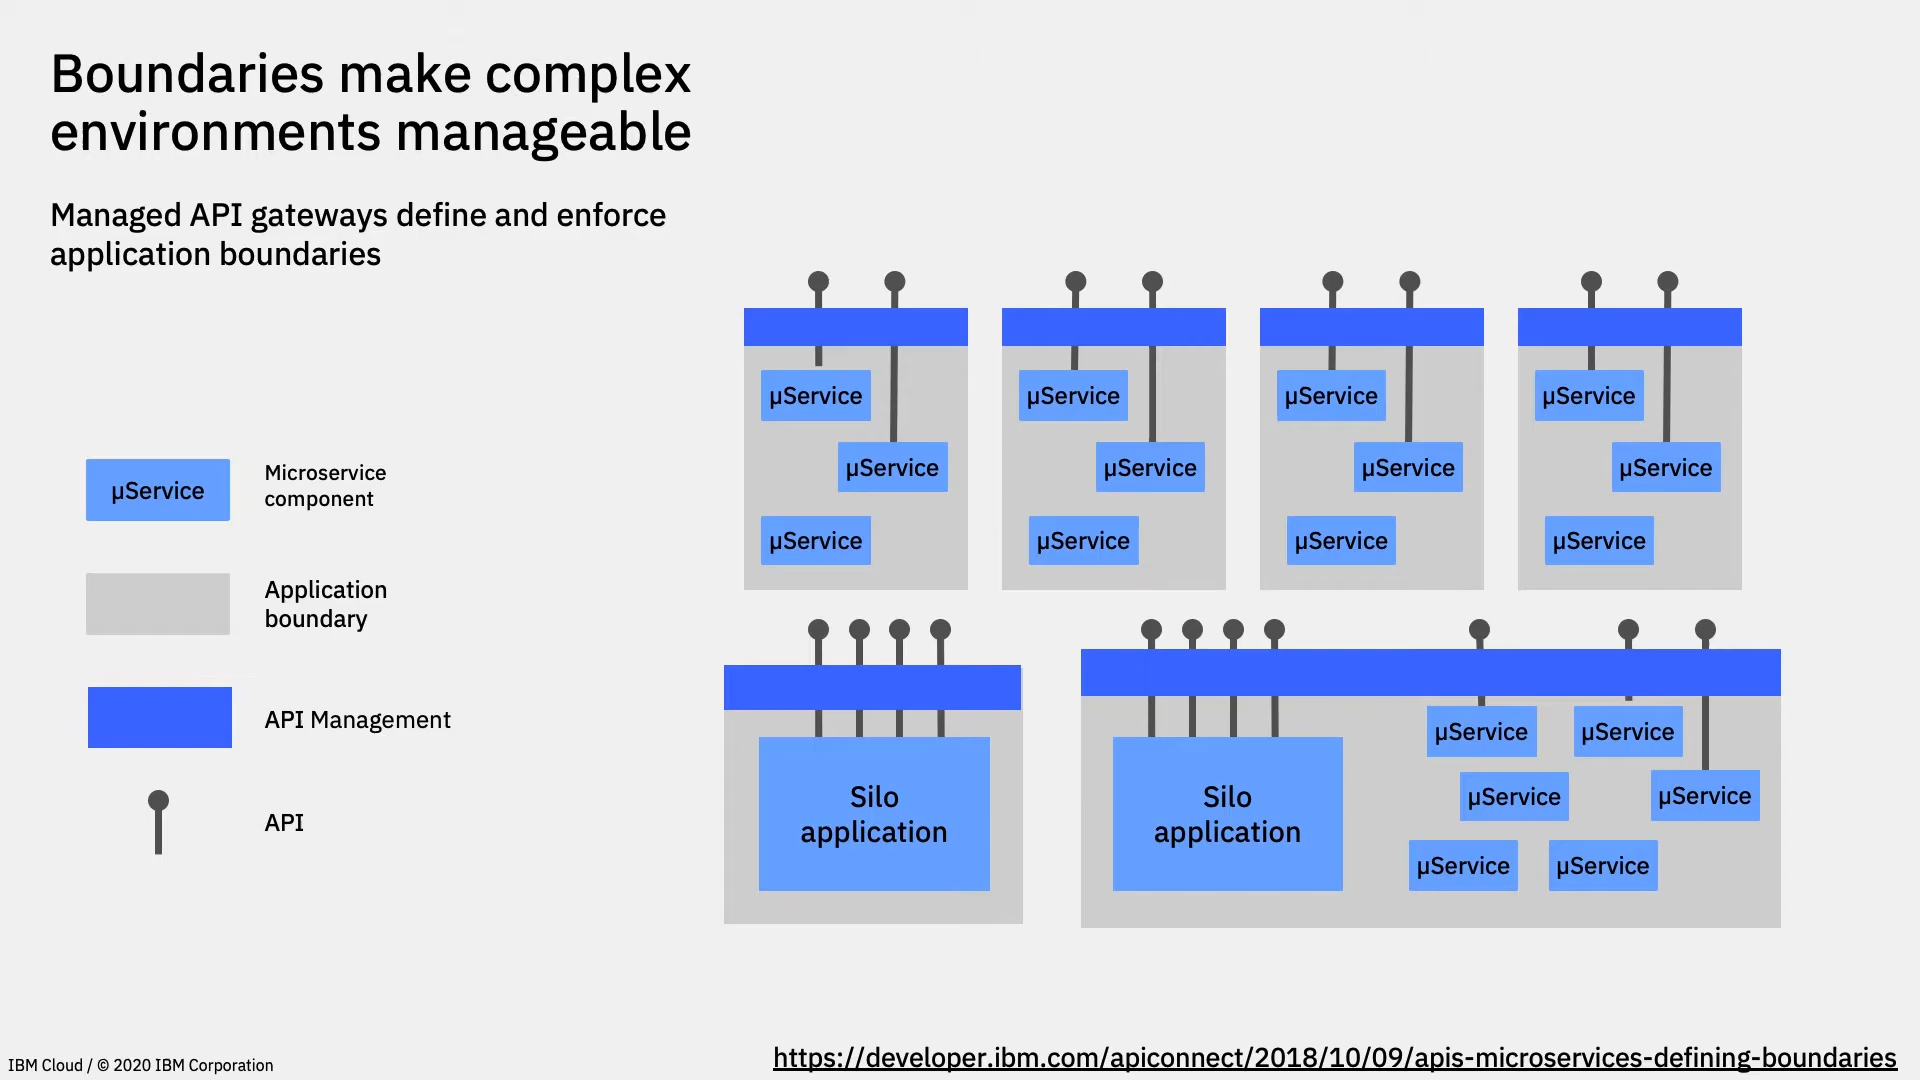 Boundaries make complex
environments manageable
Managed API gateways define and enforce
application boundaries
µService
Microservice
component
Application
boundary
API Management
API
µService
µService
µService
µService
µService
µService
µService
µService
µService
µService
µService
µService
Silo
application
Silo
application
µService
µService
µService
µService
µService
µService
IBM Cloud / © 2020 IBM Corporation
https://developer.ibm.com/apiconnect/2018/10/09/apis-microservices-defining-boundaries